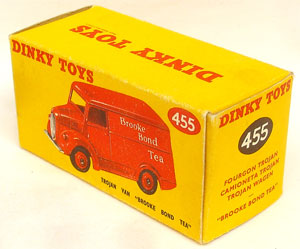 DINKY TOYS
DINKY TOYS
455
Brooke
Bond
Tea
TROJAN VAN "BROOKE BOND TEA"
DINKY TOYS
455
FOURGON TROJAN
CAMIONETA TROJAN
TROJAN WAGEN
"BROOKE BOND TEA"